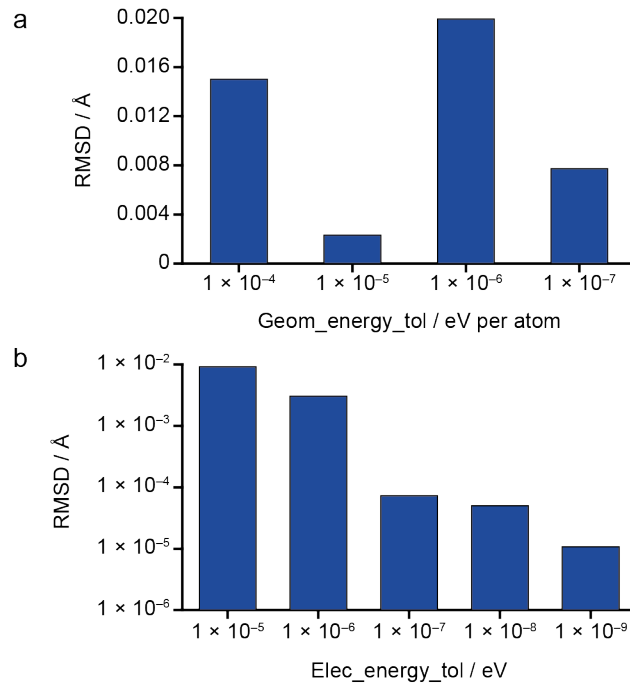 a
0.020
0.016
0.012
0.008
0.004
0
RMSD / Å
1 × 10⁻⁴ 1 × 10⁻⁵ 1 × 10⁻⁶ 1 × 10⁻⁷
Geom_energy_tol / eV per atom
b
1 × 10⁻²
1 × 10⁻³
1 × 10⁻⁴
1 × 10⁻⁵
1 × 10⁻⁶
RMSD / Å
1 × 10⁻⁵ 1 × 10⁻⁶ 1 × 10⁻⁷ 1 × 10⁻⁸ 1 × 10⁻⁹
Elec_energy_tol / eV